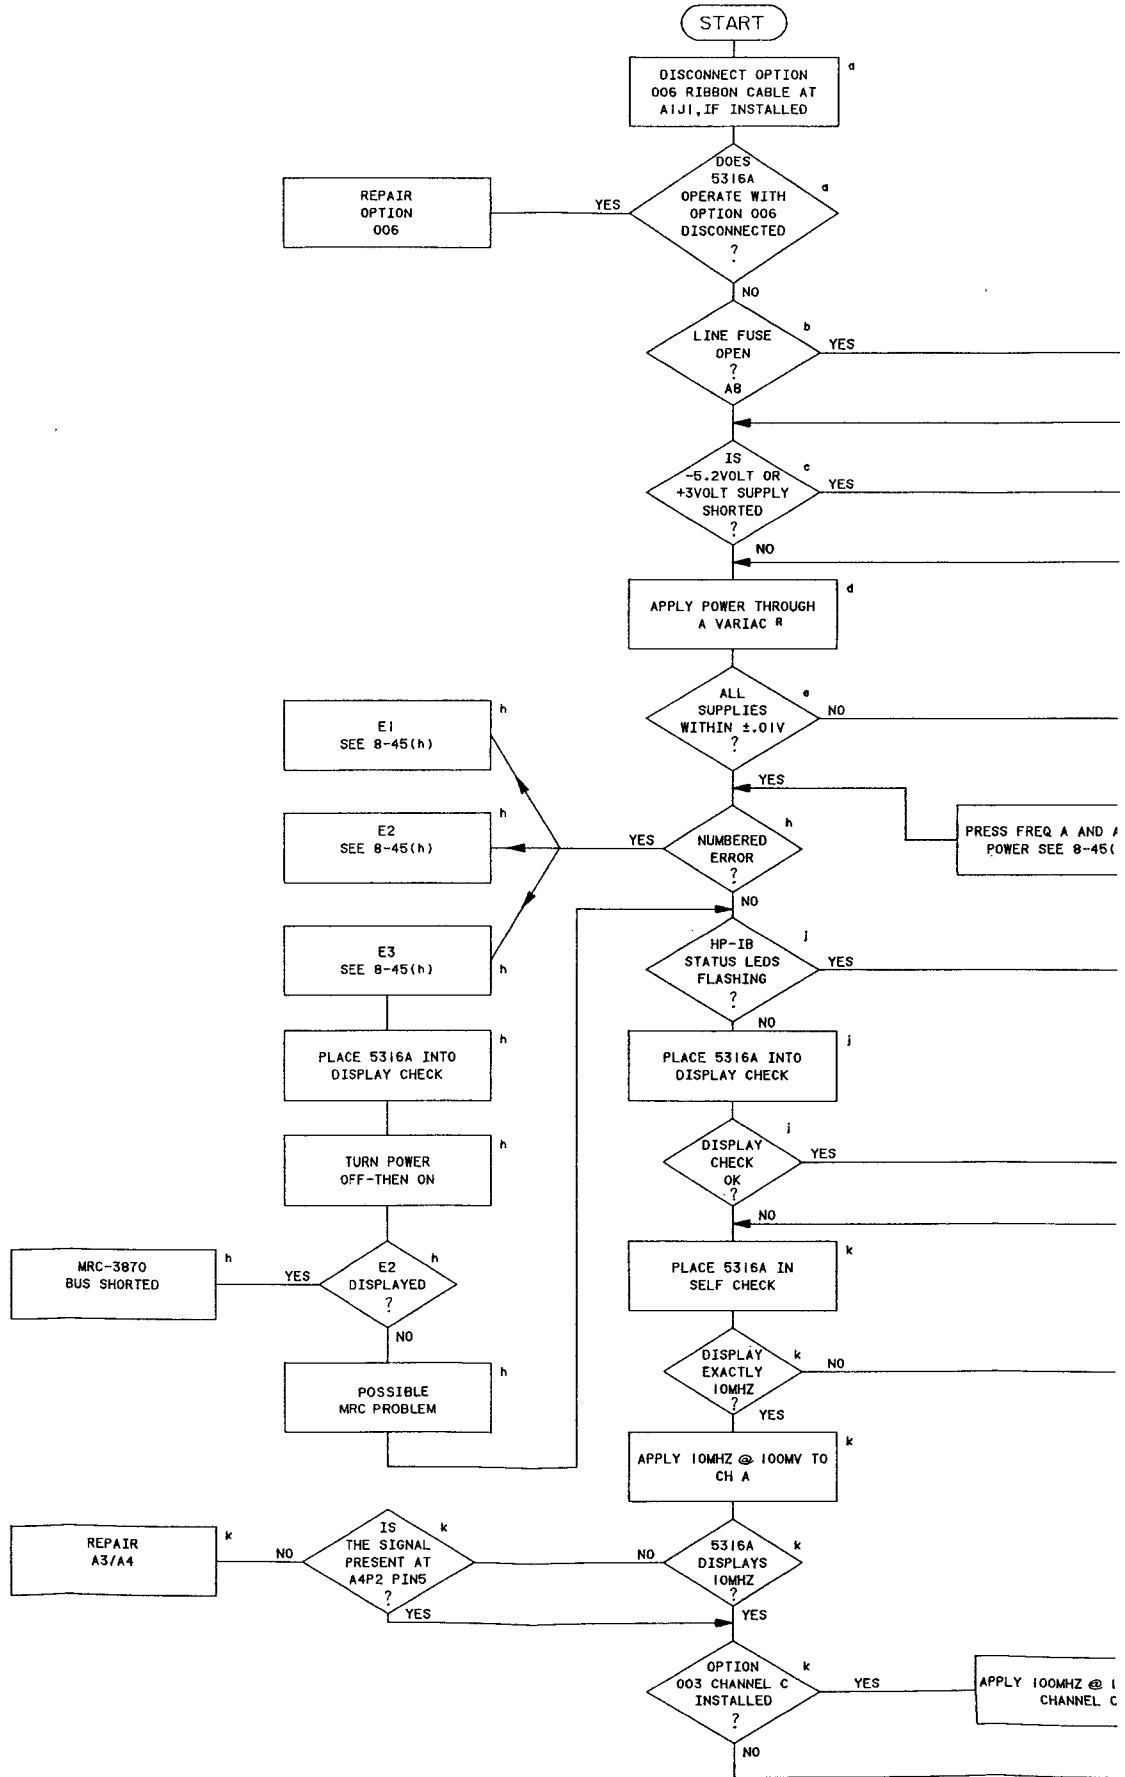 START
DISCONNECT OPTION
006 RIBBON CABLE AT
A1J1,IF INSTALLED
a
DOES
5316A
OPERATE WITH
OPTION 006
DISCONNECTED
?
a
YES
REPAIR
OPTION
006
NO
LINE FUSE
OPEN
?
AB
b
YES
IS
-5.2VOLT OR
+3VOLT SUPPLY
SHORTED
?
c
YES
NO
APPLY POWER THROUGH
A VARIAC R
d
ALL
SUPPLIES
WITHIN ±.01V
?
e
NO
YES
PRESS FREQ A AND A
POWER SEE 8-45(
NUMBERED
ERROR
?
h
YES
E1
SEE 8-45(h)
h
E2
SEE 8-45(h)
h
E3
SEE 8-45(h)
h
NO
HP-IB
STATUS LEDS
FLASHING
?
j
YES
NO
PLACE 5316A INTO
DISPLAY CHECK
h
PLACE 5316A INTO
DISPLAY CHECK
j
TURN POWER
OFF-THEN ON
h
DISPLAY
CHECK
OK
?
j
YES
NO
E2
DISPLAYED
?
h
YES
MRC-3870
BUS SHORTED
h
NO
POSSIBLE
MRC PROBLEM
h
PLACE 5316A IN
SELF CHECK
k
DISPLAY
EXACTLY
10MHZ
?
k
NO
YES
APPLY 10MHZ @ 100MV TO
CH A
k
5316A
DISPLAYS
10MHZ
?
k
NO
IS
THE SIGNAL
PRESENT AT
A4P2 PIN5
?
k
NO
REPAIR
A3/A4
k
YES
YES
OPTION
003 CHANNEL C
INSTALLED
?
k
YES
APPLY 100MHZ @ 1
CHANNEL C
NO